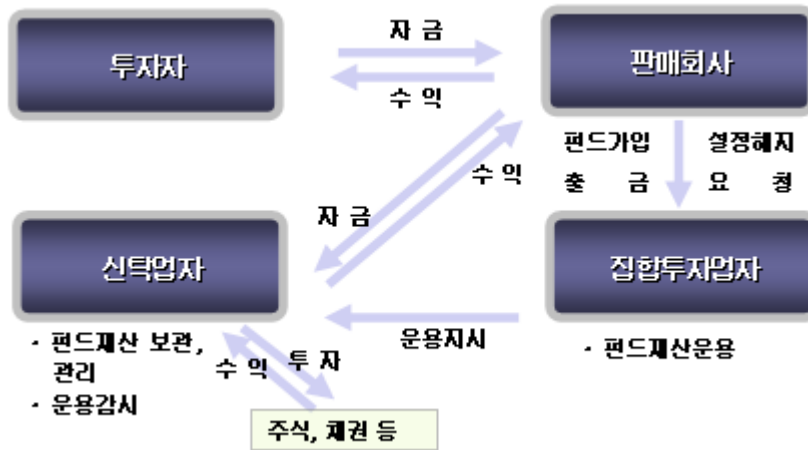 자 금
투자자
판매회사
수 익
펀드가입 설정해지
출 금 요 청
수 익
자 금
신탁업자
집합투자업자
운용지시
· 펀드재산 보관,
관리
· 운용감시
수 익
투 자
· 펀드재산운용
주식, 채권 등